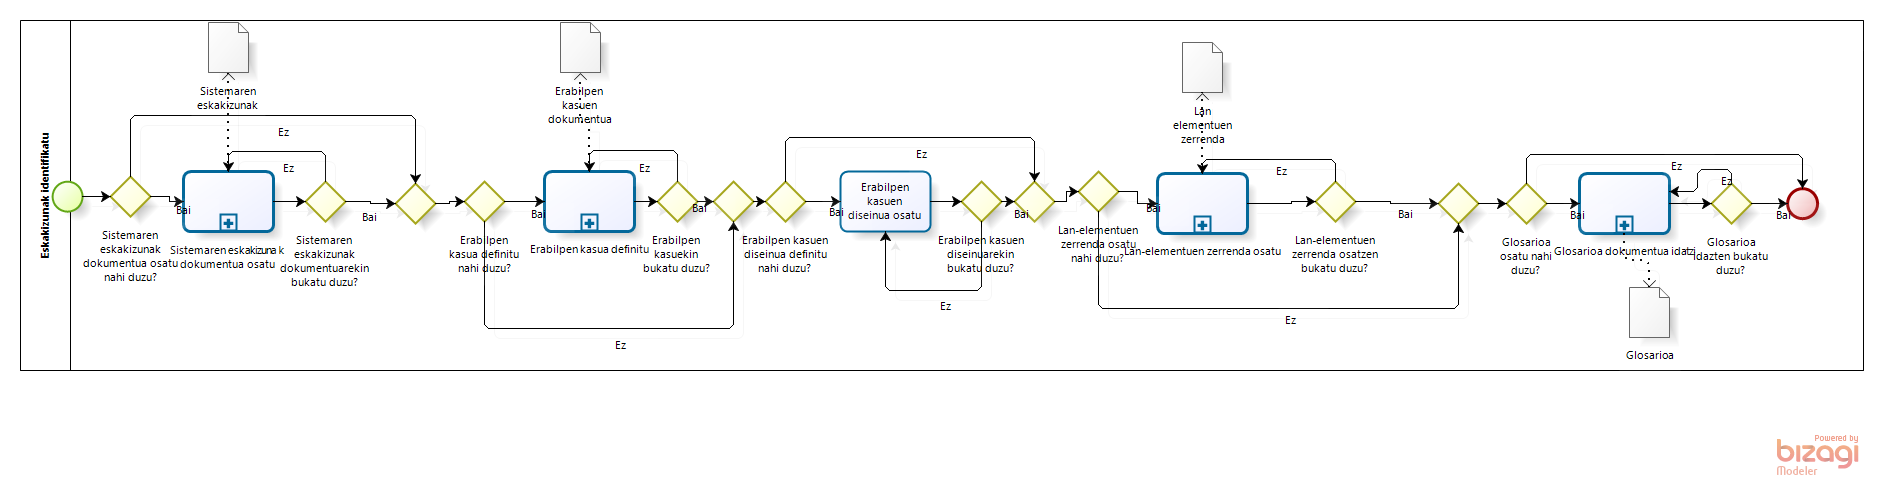 Eskakizunak identifikatu
Sistemaren
eskakizunak
Ez
Ez
Bai
Sistemaren
eskakizunak
dokumentua osatu
nahi duzu?
Sistemaren eskakizunak
dokumentua osatu
Sistemaren
eskakizunak
dokumentuarekin
bukatu duzu?
Bai
Erabilpen
kasuen
dokumentua
Ez
Bai
Erabilpen
kasua definitu
nahi duzu?
Erabilpen kasua definitu
Erabilpen
kasuekin
bukatu duzu?
Bai
Ez
Erabilpen kasuen
diseinua definitu
nahi duzu?
Ez
Bai
Erabilpen
kasuen
diseinua osatu
Erabilpen kasuen
diseinuarekin
bukatu duzu?
Bai
Ez
Lan-elementuen
zerrenda osatu
nahi duzu?
Lan
elementuen
zerrenda
Ez
Bai
Lan-elementuen zerrenda osatu
Lan-elementuen
zerrenda osatzen
bukatu duzu?
Bai
Ez
Glosarioa
osatu nahi
duzu?
Ez
Ez
Bai
Glosarioa dokumentua idatzi
Glosarioa
idazten bukatu
duzu?
Bai
Glosarioa
Powered by
bizagi
Modeler